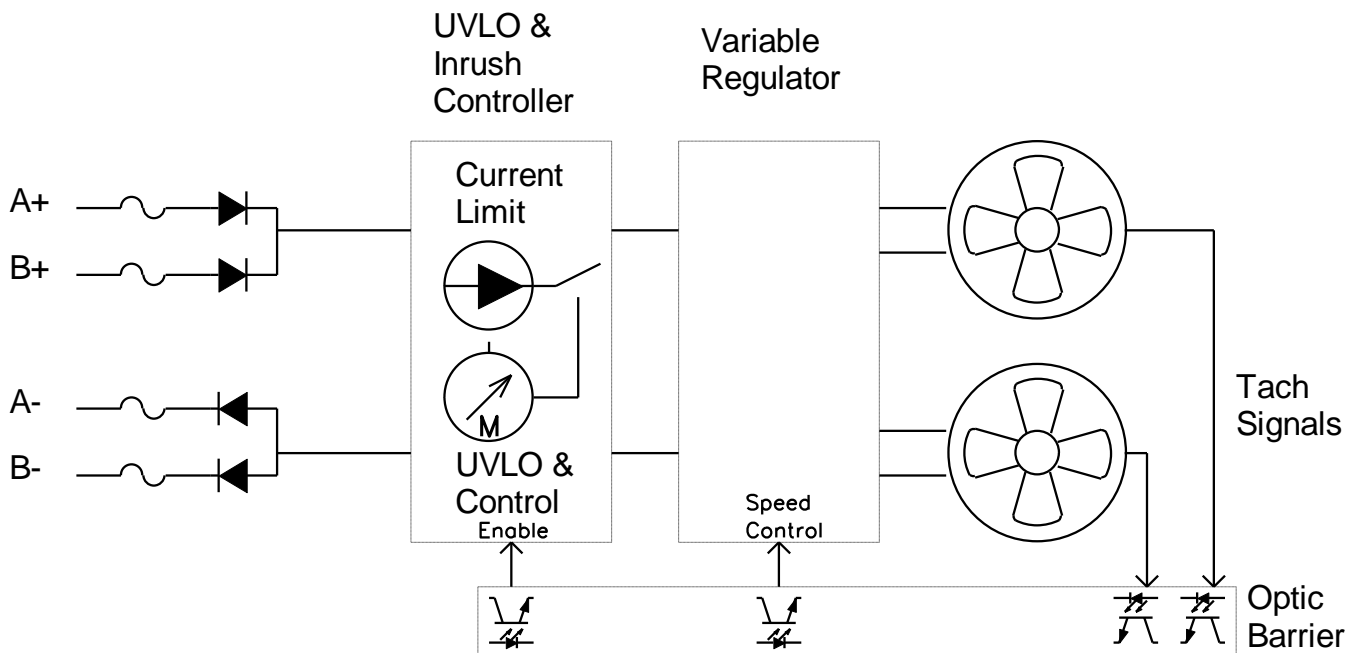 UVLO &
Inrush
Controller
Variable
Regulator
A+
B+
A-
B-
Current
Limit
M
UVLO &
Control
Enable
Speed
Control
Tach
Signals
Optic
Barrier